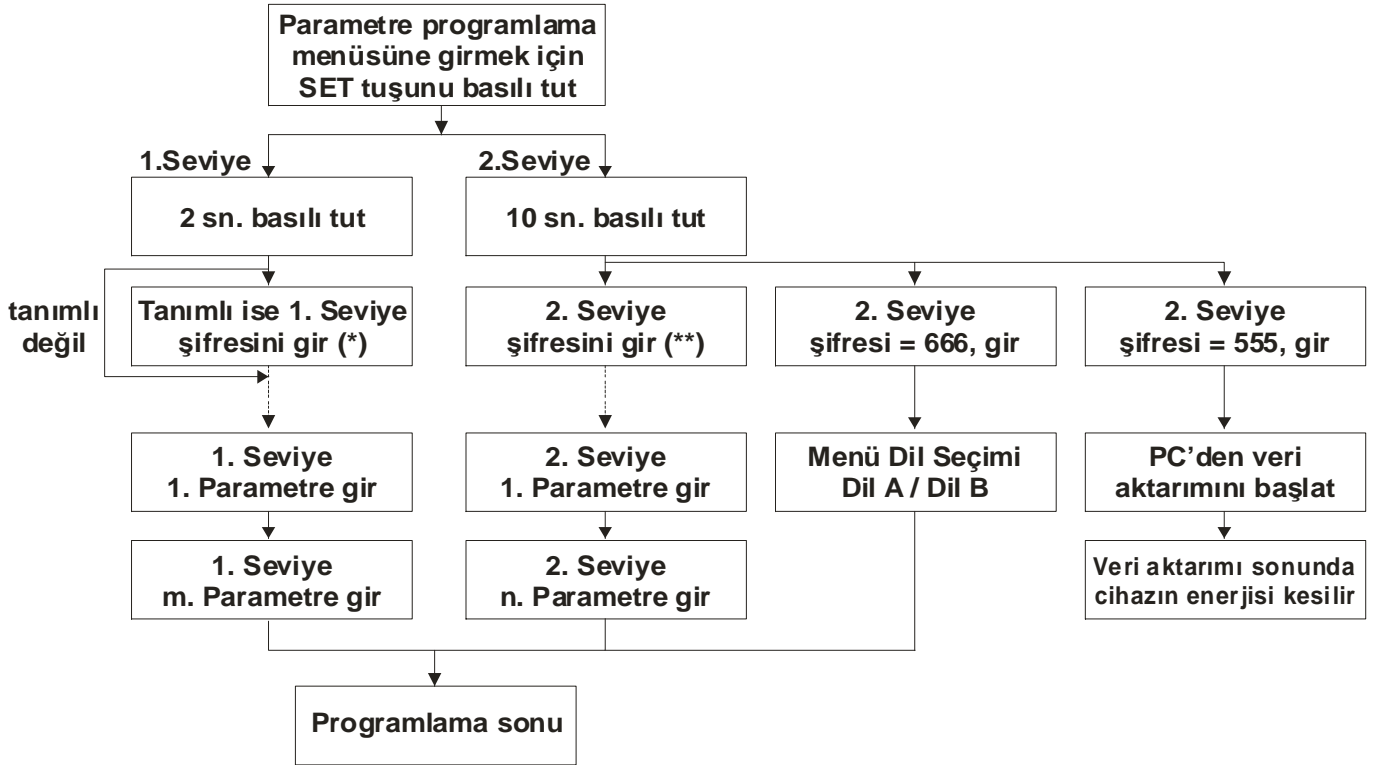 Parametre programlama
menüsüne girmek için
SET tuşunu basılı tut
1.Seviye
2.Seviye
2 sn. basılı tut
10 sn. basılı tut
tanımlı
değil
Tanımlı ise 1. Seviye
şifresini gir (*)
2. Seviye
şifresini gir (**)
2. Seviye
şifresi = 666, gir
2. Seviye
şifresi = 555, gir
1. Seviye
1. Parametre gir
2. Seviye
1. Parametre gir
Menü Dil Seçimi
Dil A / Dil B
PC'den veri
aktarımını başlat
1. Seviye
m. Parametre gir
2. Seviye
n. Parametre gir
Veri aktarımı sonunda
cihazın enerjisi kesilir
Programlama sonu